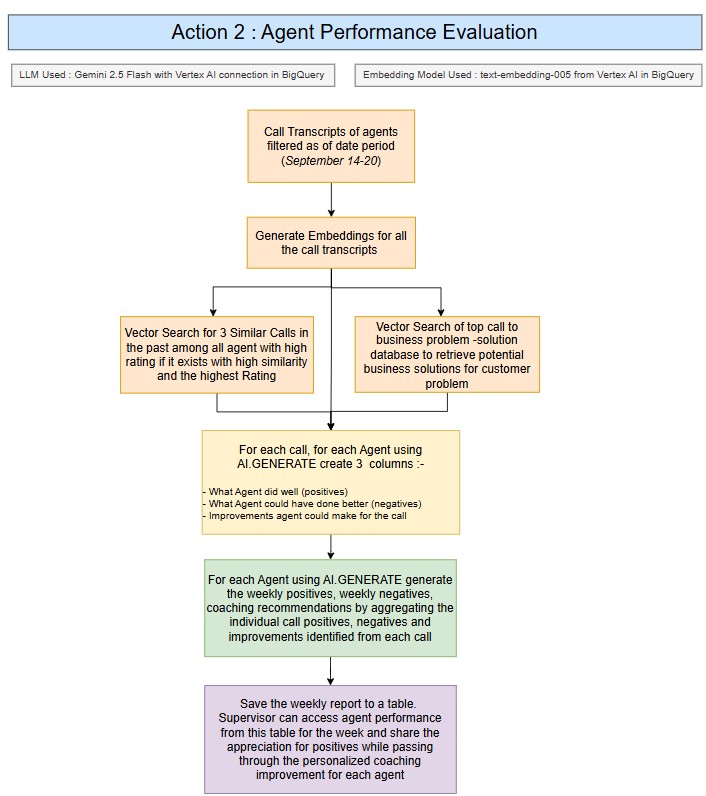 Action 2 : Agent Performance Evaluation
LLM Used : Gemini 2.5 Flash with Vertex AI connection in BigQuery
Embedding Model Used : text-embedding-005 from Vertex AI in BigQuery
Call Transcripts of agents
filtered as of date period
(September 14-20)
Generate Embeddings for all
the call transcripts
Vector Search for 3 Similar Calls in
the past among all agent with high
rating if it exists with high similarity
and the highest Rating
Vector Search of top call to
business problem -solution
database to retrieve potential
business solutions for customer
problem
For each call, for each Agent using
AI.GENERATE create 3 columns :-
- What Agent did well (positives)
- What Agent could have done better (negatives)
- Improvements agent could make for the call
For each Agent using AI.GENERATE generate
the weekly positives, weekly negatives,
coaching recommendations by aggregating the
individual call positives, negatives and
improvements identified from each call
Save the weekly report to a table.
Supervisor can access agent performance
from this table for the week and share the
appreciation for positives while passing
through the personalized coaching
improvement for each agent